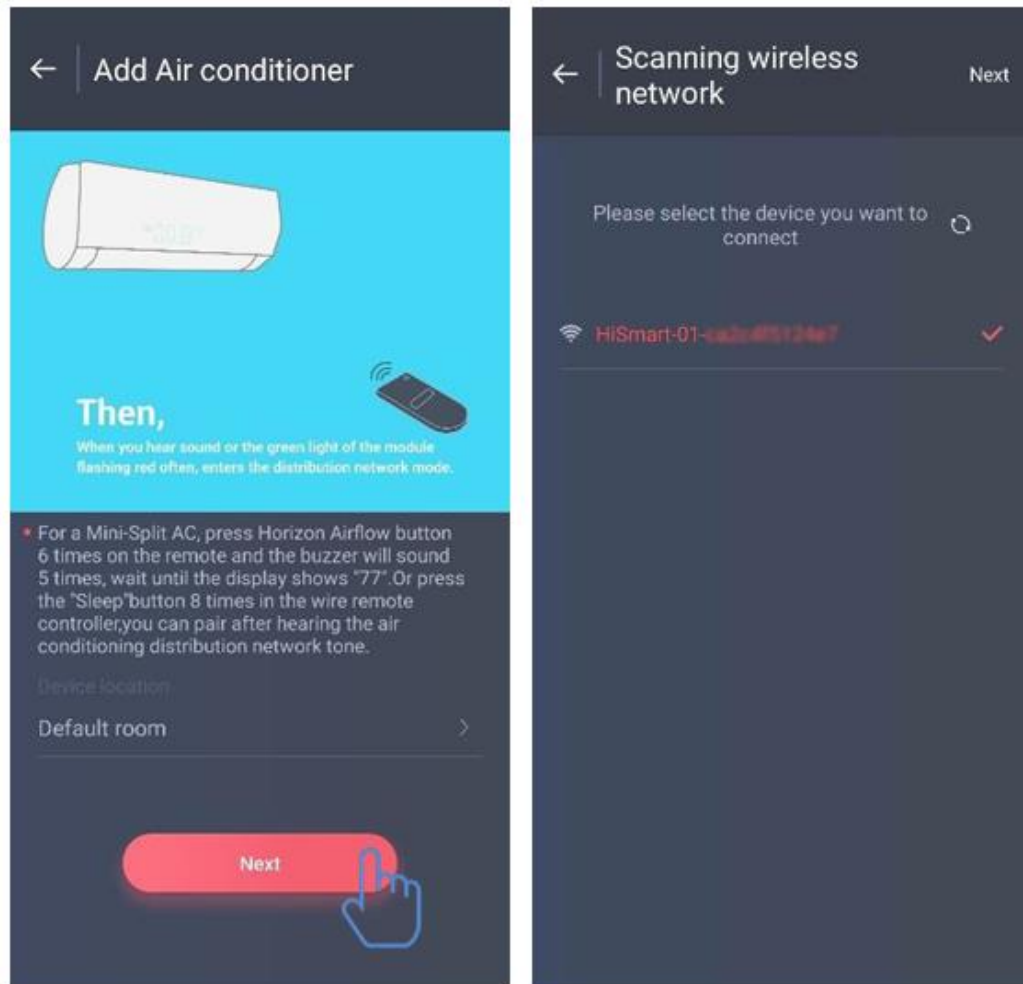 Add Air conditioner
Then,
When you hear sound or the green light of the module
flashing red often, enters the distribution network mode.
For a Mini-Split AC, press Horizon Airflow button
6 times on the remote and the buzzer will sound
5 times, wait until the display shows "77".Or press
the "Sleep"button 8 times in the wire remote
controller,you can pair after hearing the air
conditioning distribution network tone.
Device location
Default room
Next
Scanning wireless
network
Next
Please select the device you want to
connect
HiSmart-01-